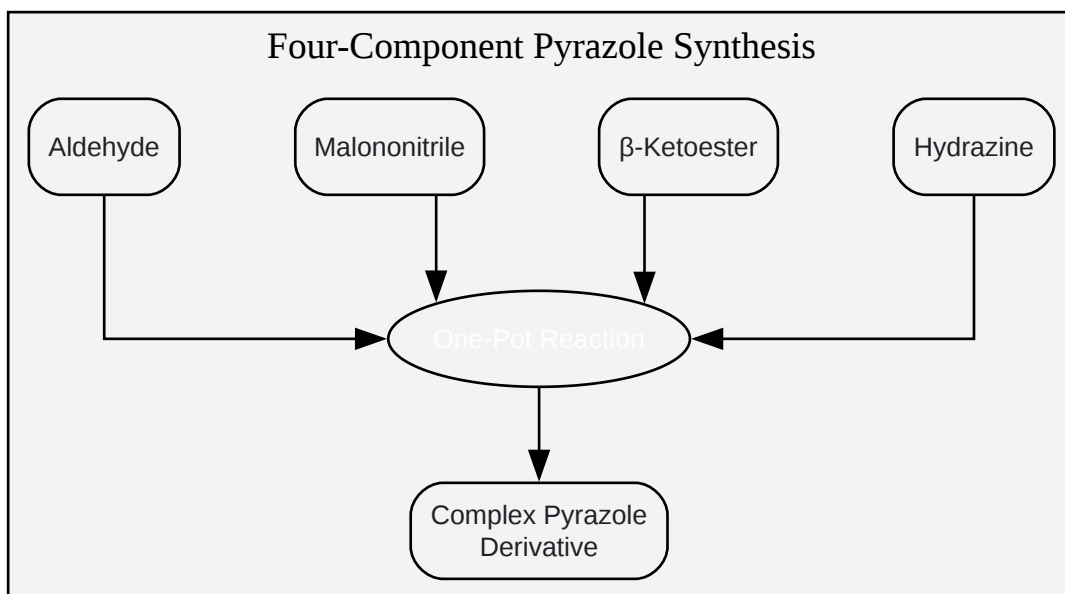 Four-Component Pyrazole Synthesis
Aldehyde
Malononitrile
β-Ketoester
Hydrazine
One-Pot Reaction
Complex Pyrazole
Derivative